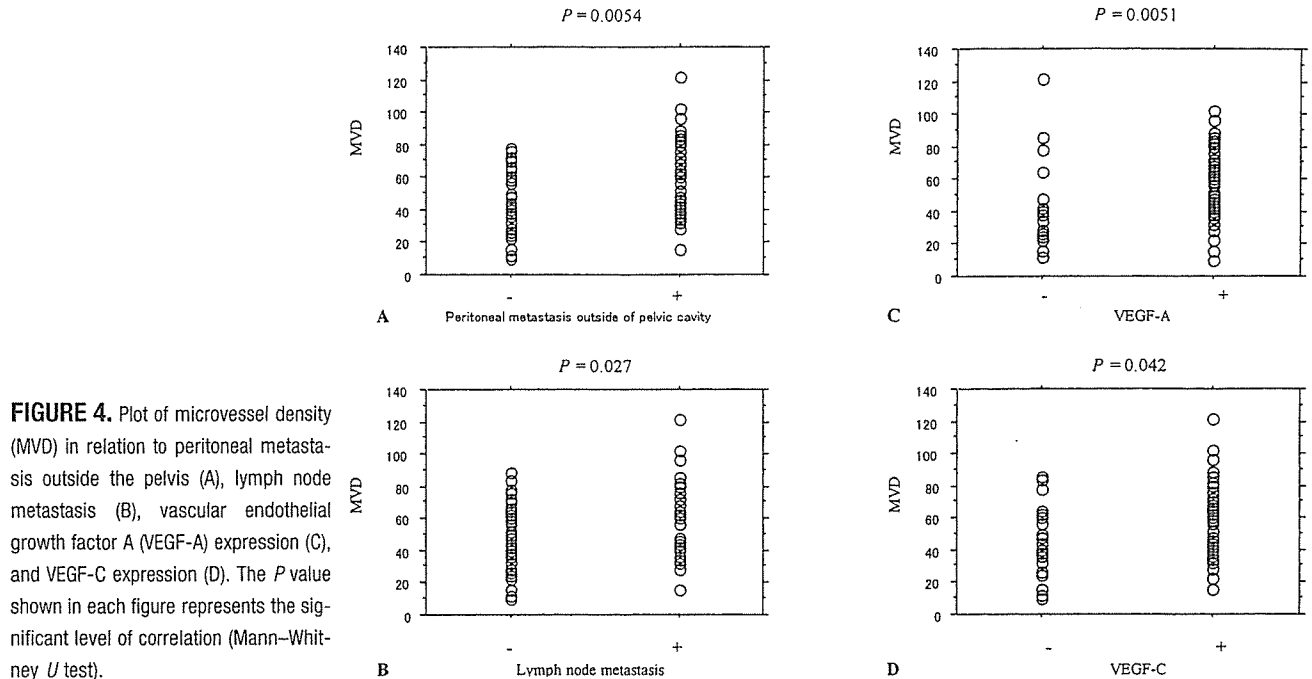 P = 0.0054
MVD
140
120
100
80
60
40
20
0
- +
A Peritoneal metastasis outside of pelvic cavity
P = 0.0051
MVD
140
120
100
80
60
40
20
0
- +
C VEGF-A
FIGURE 4. Plot of microvessel density
(MVD) in relation to peritoneal metasta-
sis outside the pelvis (A), lymph node
metastasis (B), vascular endothelial
growth factor A (VEGF-A) expression (C),
and VEGF-C expression (D). The P value
shown in each figure represents the sig-
nificant level of correlation (Mann–Whit-
ney U test).
P = 0.027
MVD
140
120
100
80
60
40
20
0
- +
B Lymph node metastasis
P = 0.042
MVD
140
120
100
80
60
40
20
0
- +
D VEGF-C